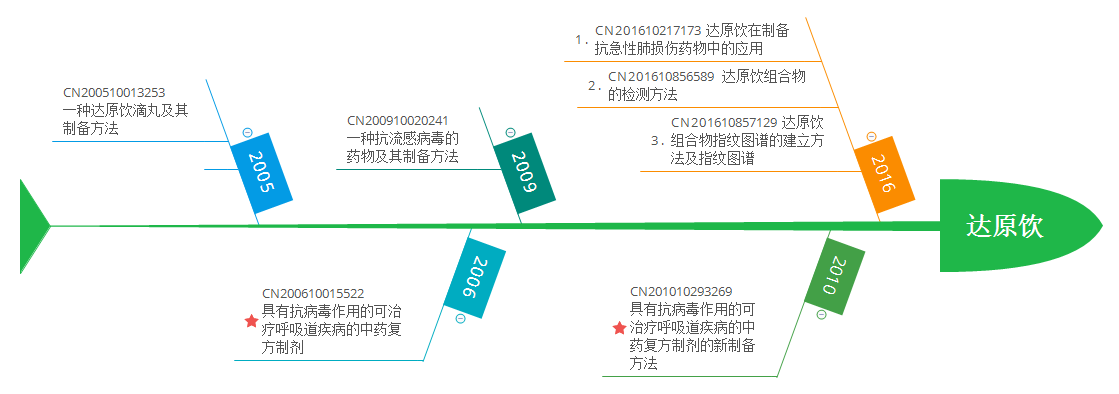 CN200510013253
一种达原饮滴丸及其
制备方法
2005
CN200910020241
一种抗流感病毒的
药物及其制备方法
2009
1. CN201610217173 达原饮在制备
抗急性肺损伤药物中的应用
2. CN201610856589 达原饮组合物
的检测方法
CN201610857129 达原饮
3. 组合物指纹图谱的建立方
法及指纹图谱
2016
达原饮
CN200610015522
具有抗病毒作用的可治
疗呼吸道疾病的中药复
方制剂
2006
CN201010293269
具有抗病毒作用的可
治疗呼吸道疾病的中
药复方制剂的新制备
方法
2010